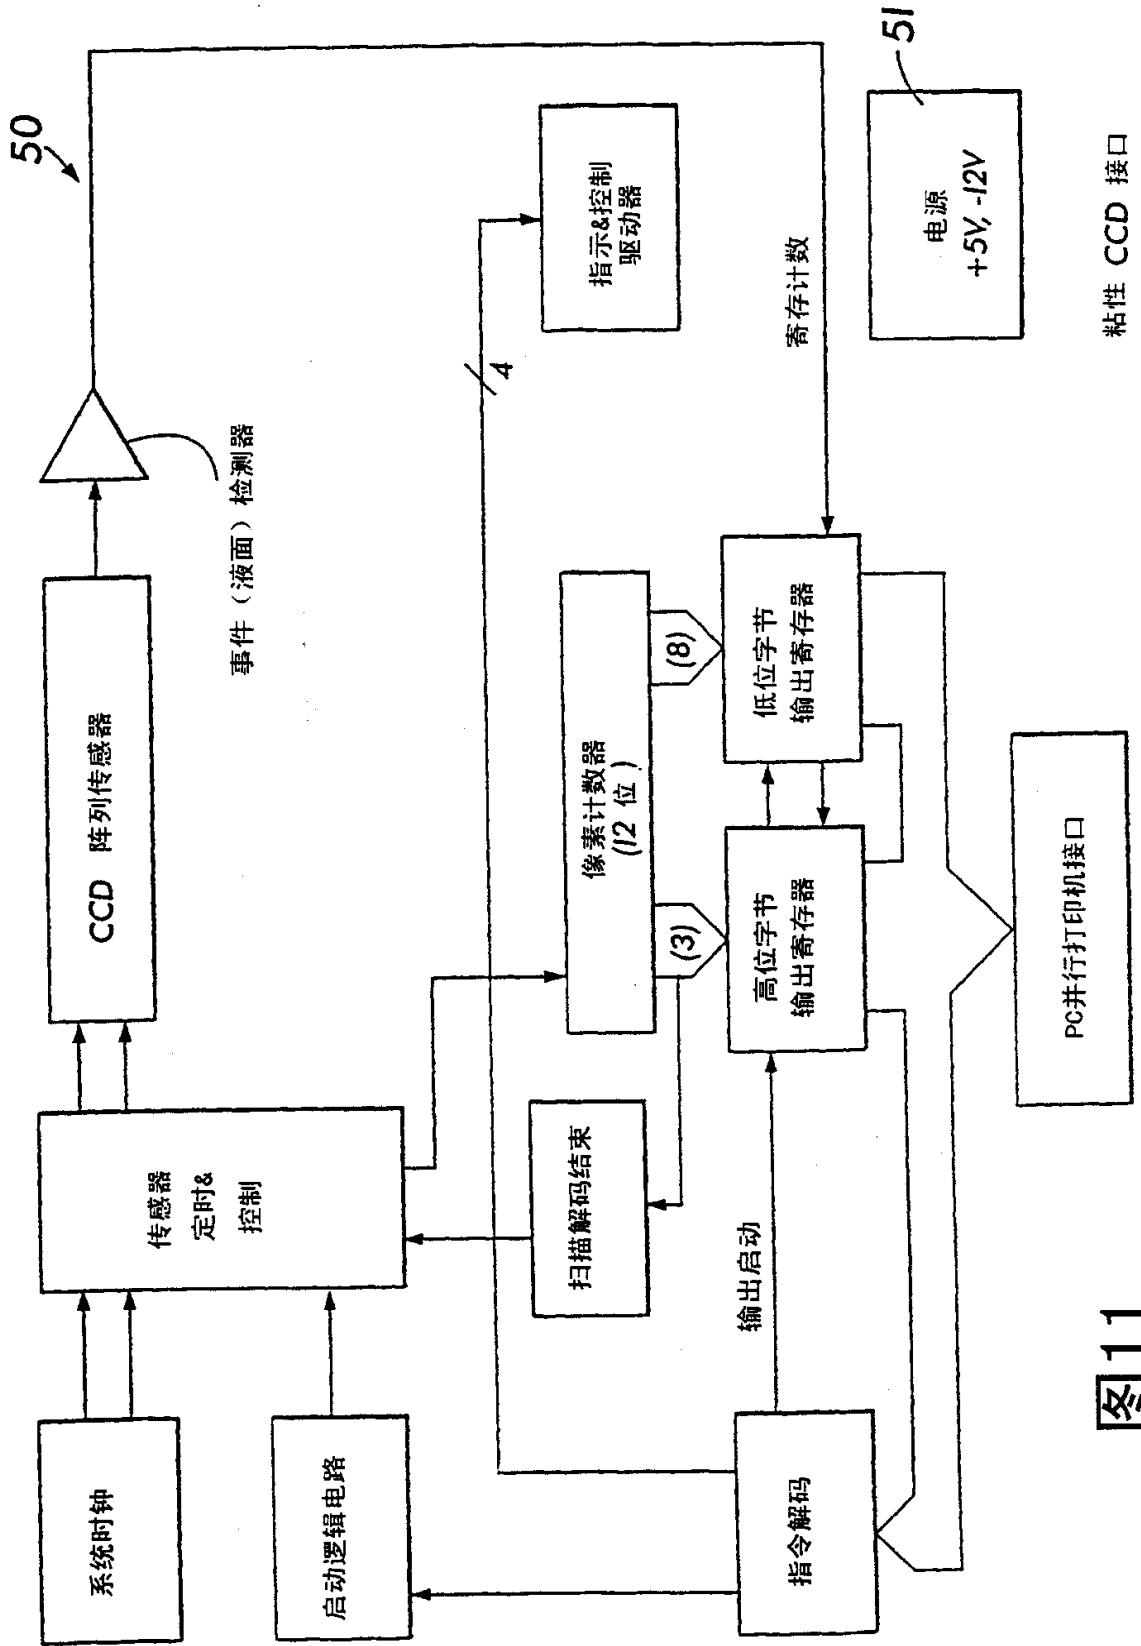 50
系统时钟
传感器
定时&
控制
CCD 阵列传感器
事件（液面）检测器
启动逻辑电路
扫描解码结束
像素计数器
(12 位)
4
指示&控制
驱动器
(3)
(8)
指令解码
输出启动
高位字节
输出寄存器
低位字节
输出寄存器
寄存计数
51
电源
+5V, -12V
PC并行打印机接口
图11
粘性 CCD 接口